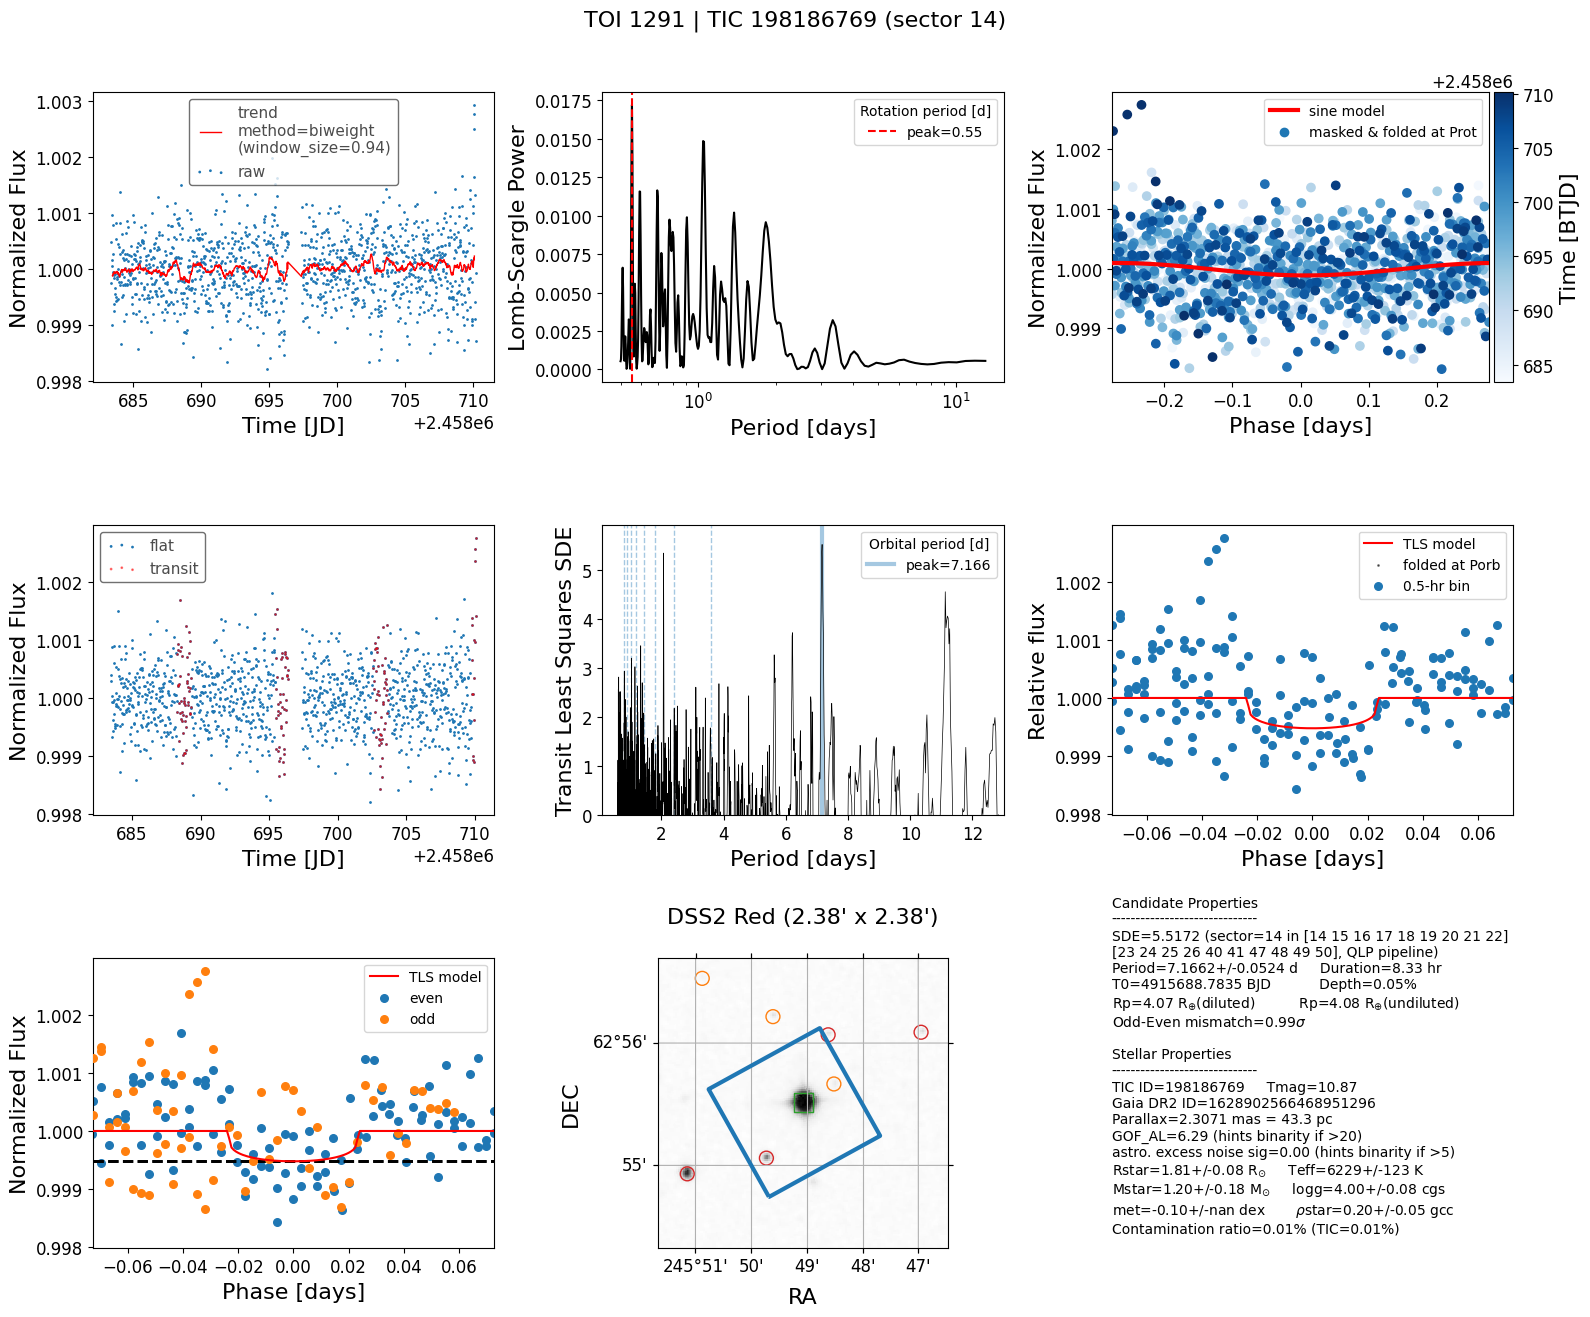 TOI 1291 | TIC 198186769 (sector 14)
1.003
1.002
1.001
1.000
0.999
0.998
Normalized Flux
trend
method=biweight
(window_size=0.94)
raw
685
690
695
700
705
710
Time [JD]
+2.458e6
0.0175
0.0150
0.0125
0.0100
0.0075
0.0050
0.0025
0.0000
Lomb-Scargle Power
Rotation period [d]
peak=0.55
10⁰
10¹
Period [days]
+2.458e6
1.002
1.001
1.000
0.999
Normalized Flux
sine model
masked & folded at Prot
−0.2
−0.1
0.0
0.1
0.2
Phase [days]
710
705
700
695
690
685
Time [BTJD]
1.002
1.001
1.000
0.999
0.998
Normalized Flux
flat
transit
685
690
695
700
705
710
Time [JD]
+2.458e6
5
4
3
2
1
0
Transit Least Squares SDE
Orbital period [d]
peak=7.166
2
4
6
8
10
12
Period [days]
1.002
1.001
1.000
0.999
0.998
Relative flux
TLS model
folded at Porb
0.5-hr bin
−0.06
−0.04
−0.02
0.00
0.02
0.04
0.06
Phase [days]
1.002
1.001
1.000
0.999
0.998
Normalized Flux
TLS model
even
odd
−0.06
−0.04
−0.02
0.00
0.02
0.04
0.06
Phase [days]
DSS2 Red (2.38' x 2.38')
62°56'
55'
DEC
245°51'
50'
49'
48'
47'
RA
Candidate Properties
------------------------------
SDE=5.5172 (sector=14 in [14 15 16 17 18 19 20 21 22]
[23 24 25 26 40 41 47 48 49 50], QLP pipeline)
Period=7.1662+/-0.0524 d Duration=8.33 hr
T0=4915688.7835 BJD Depth=0.05%
Rp=4.07 R⊕(diluted) Rp=4.08 R⊕(undiluted)
Odd-Even mismatch=0.99σ
Stellar Properties
------------------------------
TIC ID=198186769 Tmag=10.87
Gaia DR2 ID=1628902566468951296
Parallax=2.3071 mas = 43.3 pc
GOF_AL=6.29 (hints binarity if >20)
astro. excess noise sig=0.00 (hints binarity if >5)
Rstar=1.81+/-0.08 R☉ Teff=6229+/-123 K
Mstar=1.20+/-0.18 M☉ logg=4.00+/-0.08 cgs
met=-0.10+/-nan dex ρstar=0.20+/-0.05 gcc
Contamination ratio=0.01% (TIC=0.01%)